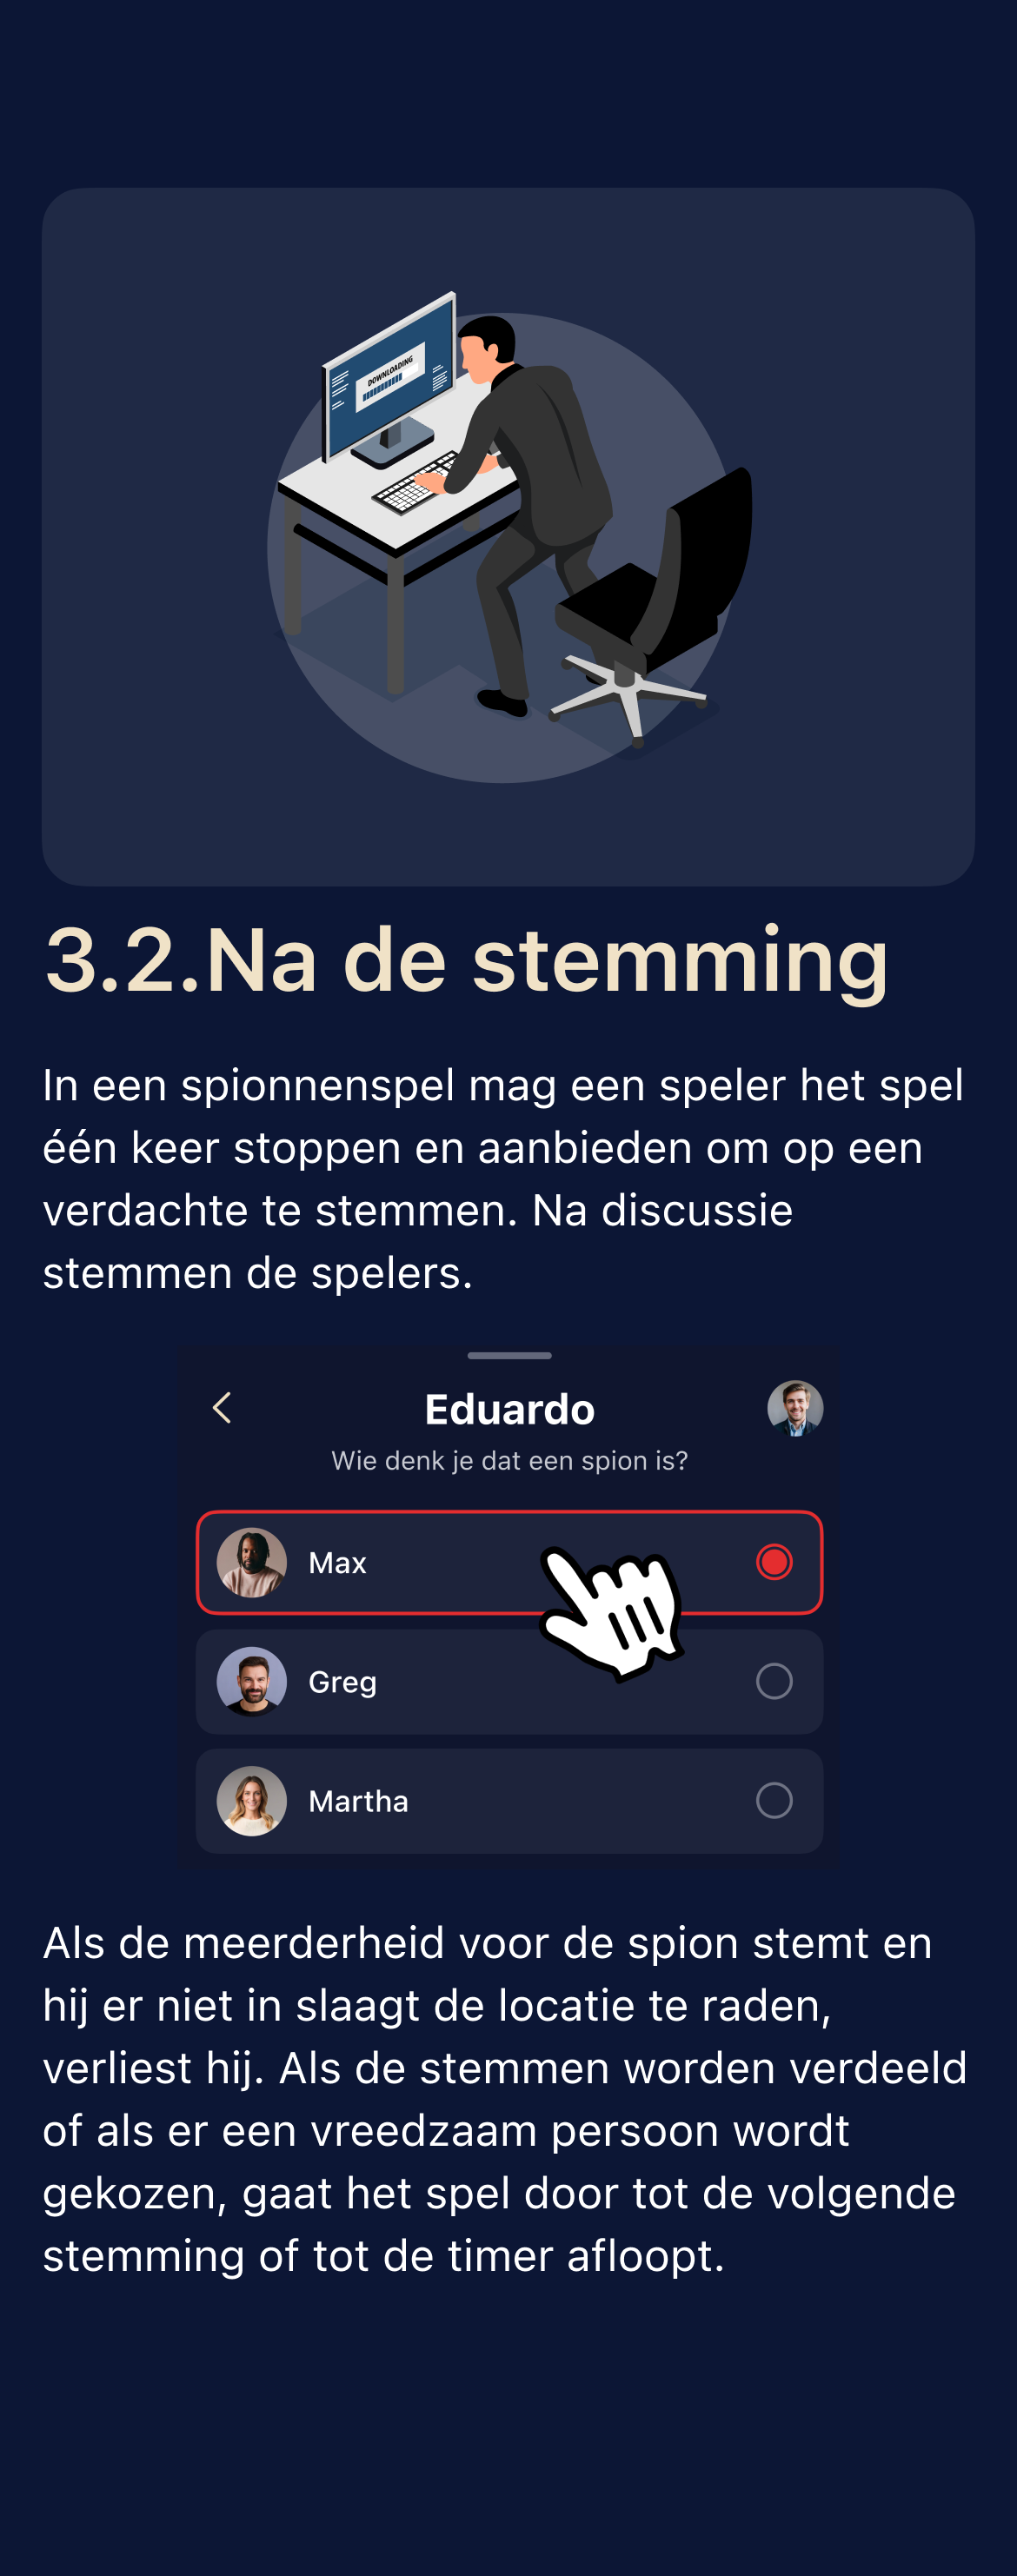 DOWNLOADING
3.2.Na de stemming
In een spionnenspel mag een speler het spel
één keer stoppen en aanbieden om op een
verdachte te stemmen. Na discussie
stemmen de spelers.
Eduardo
Wie denk je dat een spion is?
Max
Greg
Martha
Als de meerderheid voor de spion stemt en
hij er niet in slaagt de locatie te raden,
verliest hij. Als de stemmen worden verdeeld
of als er een vreedzaam persoon wordt
gekozen, gaat het spel door tot de volgende
stemming of tot de timer afloopt.